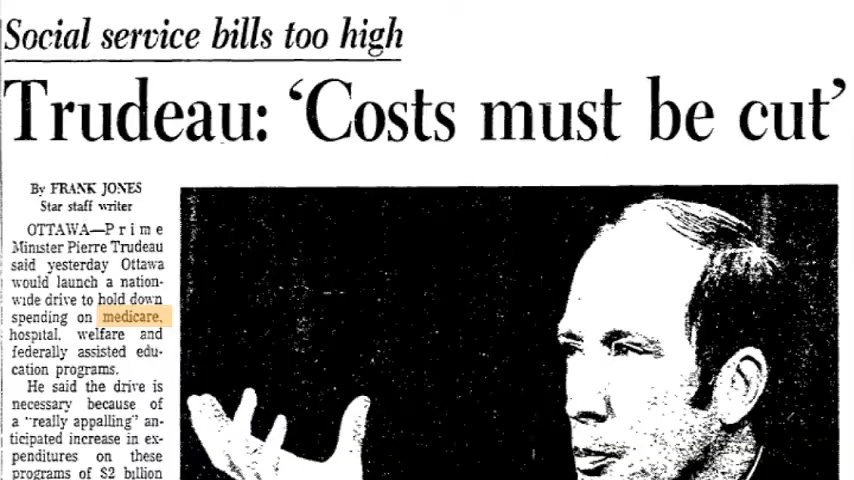 Social service bills too high
Trudeau: ‘Costs must be cut’
By FRANK JONES
Star staff writer
OTTAWA—Prime
Minister Pierre Trudeau
said yesterday Ottawa
would launch a nation-
wide drive to hold down
spending on medicare,
hospital, welfare and
federally assisted edu-
cation programs.
He said the drive is
necessary because of
a "really appalling" an-
ticipated increase in ex-
penditures on these
programs of $2 billion